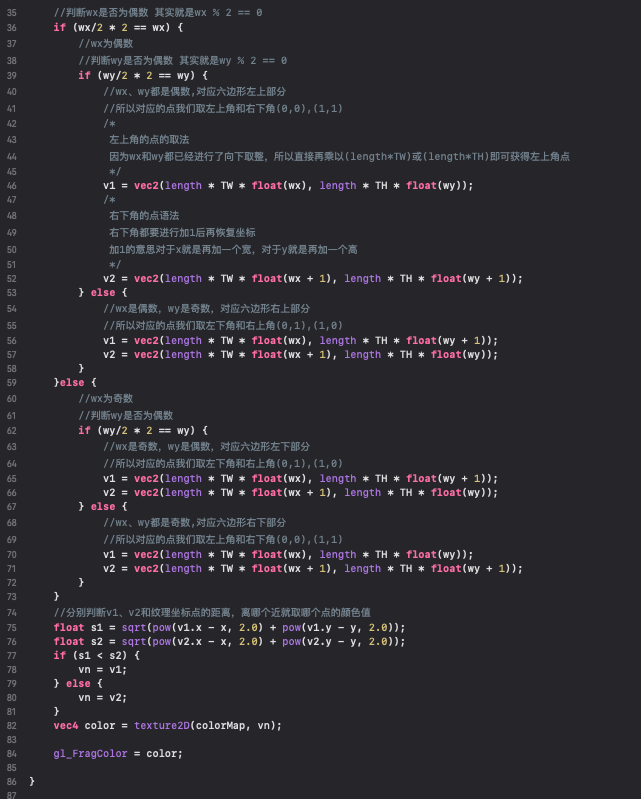 35 //判断wx是否为偶数 其实就是wx % 2 == 0
36 if (wx/2 * 2 == wx) {
37 //wx为偶数
38 //判断wy是否为偶数 其实就是wy % 2 == 0
39 if (wy/2 * 2 == wy) {
40 //wx、wy都是偶数,对应六边形左上部分
41 //所以对应的点我们取左上角和右下角(0,0),(1,1)
42 /*
43 左上角的点的取法
44 因为wx和wy都已经进行了向下取整，所以直接再乘以(length*TW)或(length*TH)即可获得左上角点
45 */
46 v1 = vec2(length * TW * float(wx), length * TH * float(wy));
47 /*
48 右下角的点语法
49 右下角都要进行加1后再恢复坐标
50 加1的意思对于x就是再加一个宽，对于y就是再加一个高
51 */
52 v2 = vec2(length * TW * float(wx + 1), length * TH * float(wy + 1));
53 } else {
54 //wx是偶数，wy是奇数，对应六边形右上部分
55 //所以对应的点我们取左下角和右上角(0,1),(1,0)
56 v1 = vec2(length * TW * float(wx), length * TH * float(wy + 1));
57 v2 = vec2(length * TW * float(wx + 1), length * TH * float(wy));
58 }
59 }else {
60 //wx为奇数
61 //判断wy是否为偶数
62 if (wy/2 * 2 == wy) {
63 //wx是奇数，wy是偶数，对应六边形左下部分
64 //所以对应的点我们取左下角和右上角(0,1),(1,0)
65 v1 = vec2(length * TW * float(wx), length * TH * float(wy + 1));
66 v2 = vec2(length * TW * float(wx + 1), length * TH * float(wy));
67 } else {
68 //wx、wy都是奇数,对应六边形右下部分
69 //所以对应的点我们取左上角和右下角(0,0),(1,1)
70 v1 = vec2(length * TW * float(wx), length * TH * float(wy));
71 v2 = vec2(length * TW * float(wx + 1), length * TH * float(wy + 1));
72 }
73 }
74 //分别判断v1、v2和纹理坐标点的距离，离哪个近就取哪个点的颜色值
75 float s1 = sqrt(pow(v1.x - x, 2.0) + pow(v1.y - y, 2.0));
76 float s2 = sqrt(pow(v2.x - x, 2.0) + pow(v2.y - y, 2.0));
77 if (s1 < s2) {
78 vn = v1;
79 } else {
80 vn = v2;
81 }
82 vec4 color = texture2D(colorMap, vn);
83
84 gl_FragColor = color;
85
86 }
87